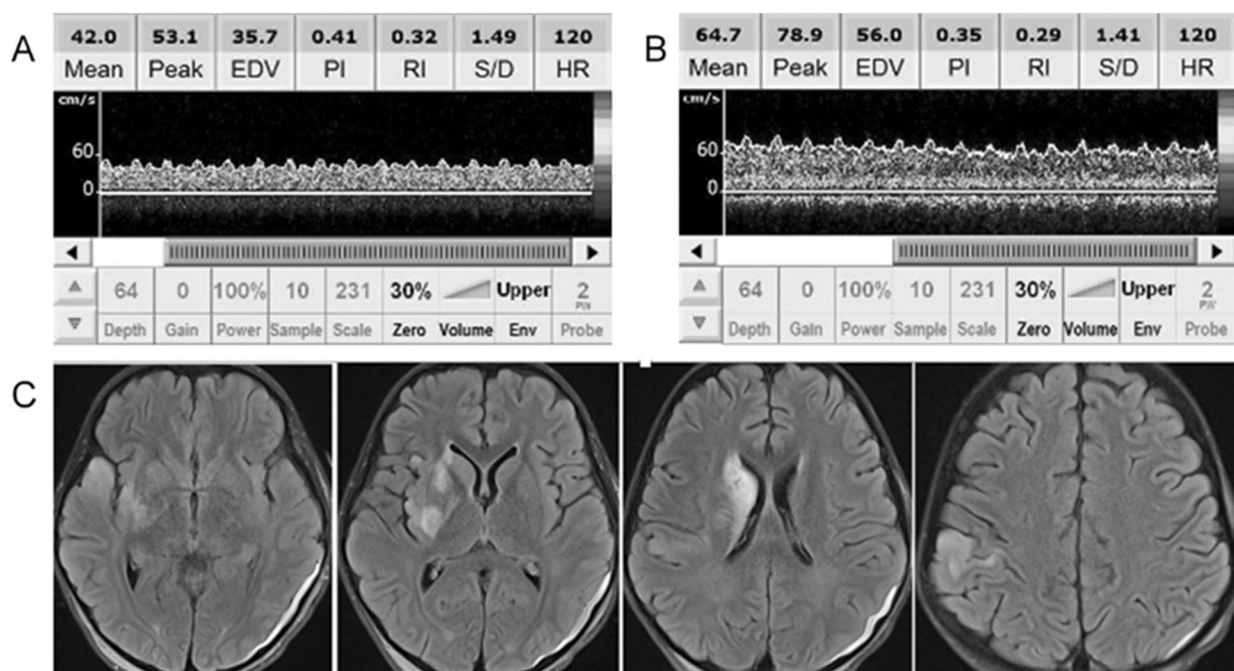 A
42.0 53.1 35.7 0.41 0.32 1.49 120
Mean Peak EDV PI RI S/D HR
cm/s
60
0
64 0 100% 10 231 30% Upper 2
PW
Depth Gain Power Sample Scale Zero Volume Env Probe
B
64.7 78.9 56.0 0.35 0.29 1.41 120
Mean Peak EDV PI RI S/D HR
cm/s
60
0
64 0 100% 10 231 30% Upper 2
PW
Depth Gain Power Sample Scale Zero Volume Env Probe
C